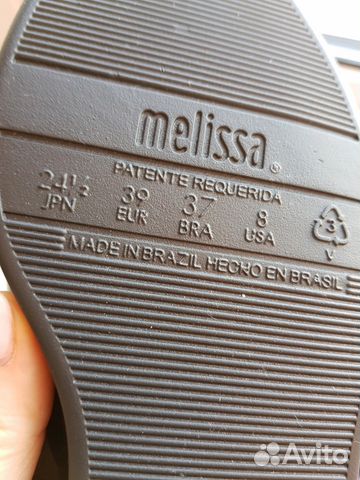 melissa®
PATENTE REQUERIDA
24½ 39 37 8
JPN EUR BRA USA
3
V
MADE IN BRAZIL HECHO EN BRASIL
Avito